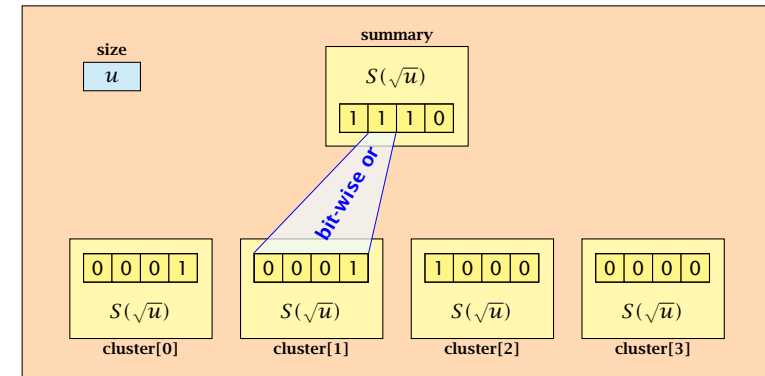 summary
size
u
S(√u)
1 1 1 0
bit-wise or
0 0 0 1
0 0 0 1
1 0 0 0
0 0 0 0
S(√u)
S(√u)
S(√u)
S(√u)
cluster[0]
cluster[1]
cluster[2]
cluster[3]